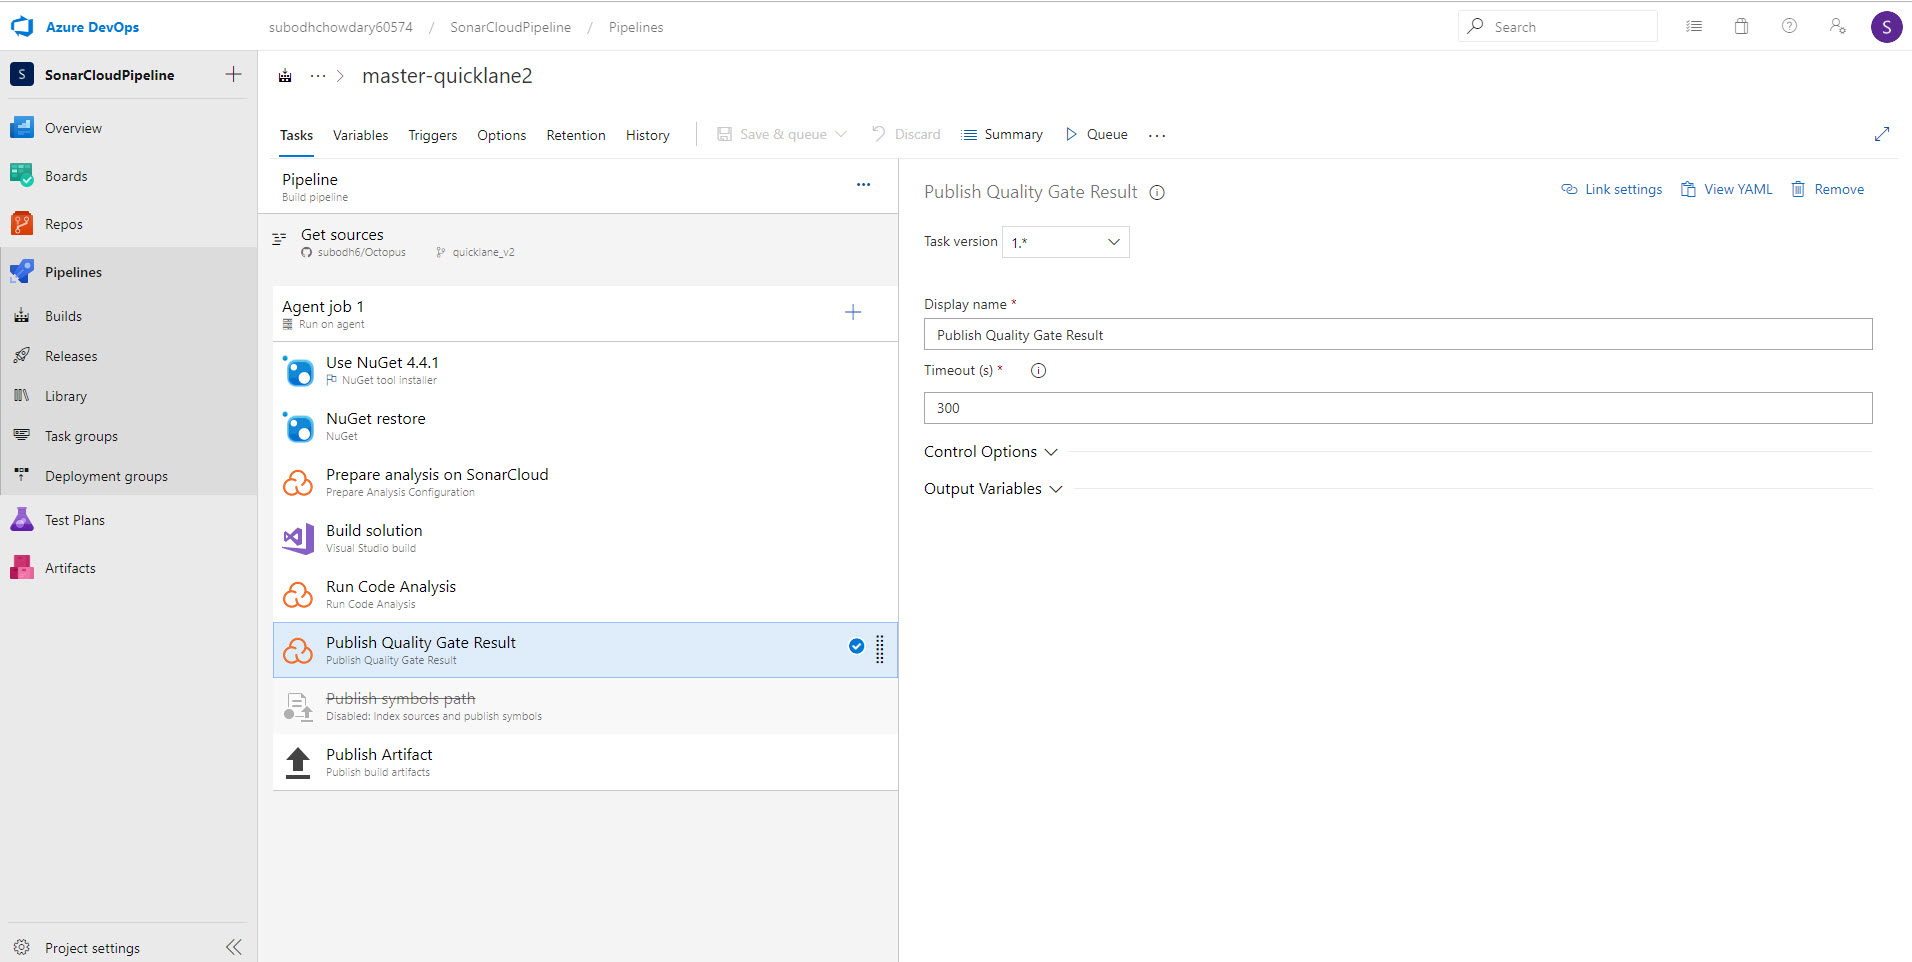 Azure DevOps
subodhchowdary60574 / SonarCloudPipeline / Pipelines
Search
S
S
SonarCloudPipeline
Overview
Boards
Repos
Pipelines
Builds
Releases
Library
Task groups
Deployment groups
Test Plans
Artifacts
Project settings
... > master-quicklane2
Tasks Variables Triggers Options Retention History Save & queue Discard Summary Queue ...
Pipeline
Build pipeline
Get sources
subodh6/Octopus quicklane_v2
Agent job 1
Run on agent
Use NuGet 4.4.1
NuGet tool installer
NuGet restore
NuGet
Prepare analysis on SonarCloud
Prepare Analysis Configuration
Build solution
Visual Studio build
Run Code Analysis
Run Code Analysis
Publish Quality Gate Result
Publish Quality Gate Result
Publish symbols path
Disabled: Index sources and publish symbols
Publish Artifact
Publish build artifacts
Publish Quality Gate Result
Link settings View YAML Remove
Task version 1.*
Display name *
Publish Quality Gate Result
Timeout (s) *
300
Control Options
Output Variables